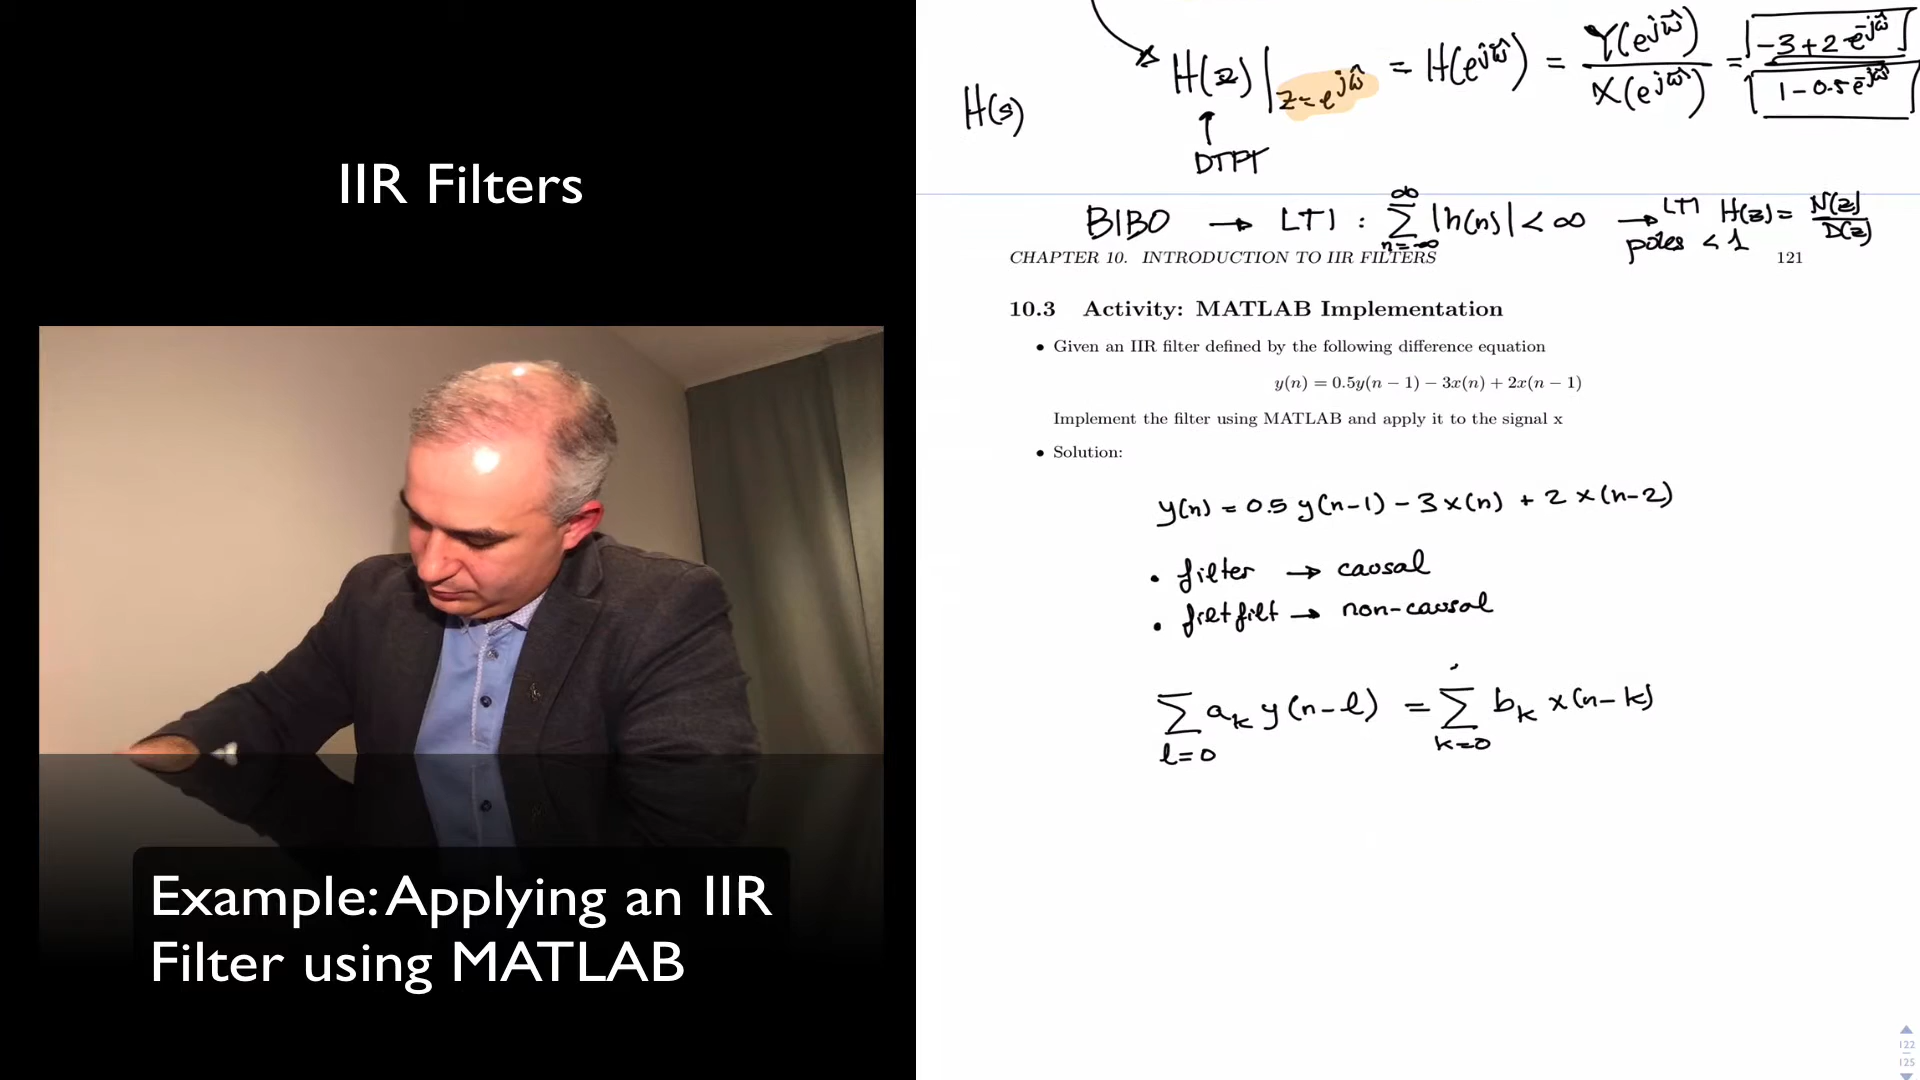 IIR Filters
Example: Applying an IIR
Filter using MATLAB
H(s)
H(z)|z=e^jω̂ = H(e^jω̂) = Y(e^jω̂)/X(e^jω̂) = -3+2e^-jω̂ / 1-0.5e^-jω̂
↑
DTFT
BIBO → LTI : ∑ n=-∞ ∞ |h(n)| < ∞ → LTI H(z) = N(z)/D(z)
poles < 1
CHAPTER 10. INTRODUCTION TO IIR FILTERS 121
10.3 Activity: MATLAB Implementation
• Given an IIR filter defined by the following difference equation
y(n) = 0.5y(n − 1) − 3x(n) + 2x(n − 1)
Implement the filter using MATLAB and apply it to the signal x
• Solution:
y(n) = 0.5 y(n-1) - 3 x(n) + 2 x(n-2)
• filter → causal
• filtfilt → non-causal
∑ l=0 a_k y(n-l) = ∑ k=0 b_k x(n-k)
122
125